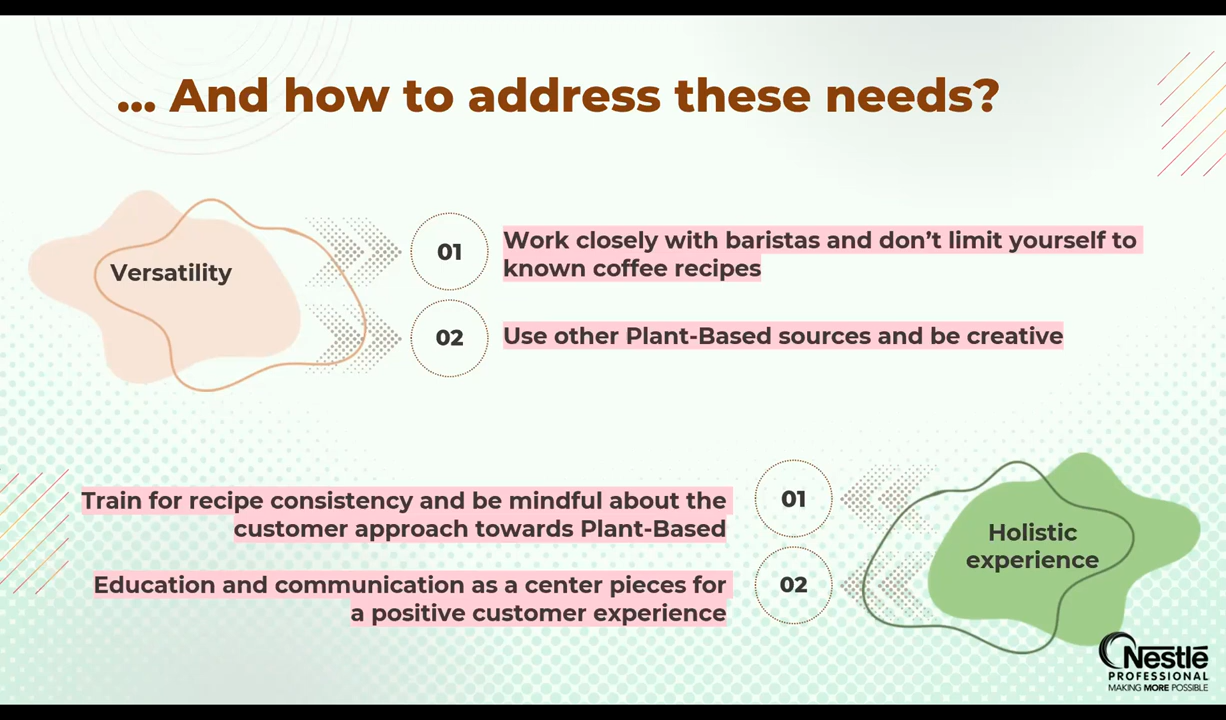 ... And how to address these needs?
Versatility
01
Work closely with baristas and don’t limit yourself to
known coffee recipes
02
Use other Plant-Based sources and be creative
Train for recipe consistency and be mindful about the
customer approach towards Plant-Based
01
Education and communication as a center pieces for
a positive customer experience
02
Holistic
experience
Nestlé
PROFESSIONAL
MAKING MORE POSSIBLE